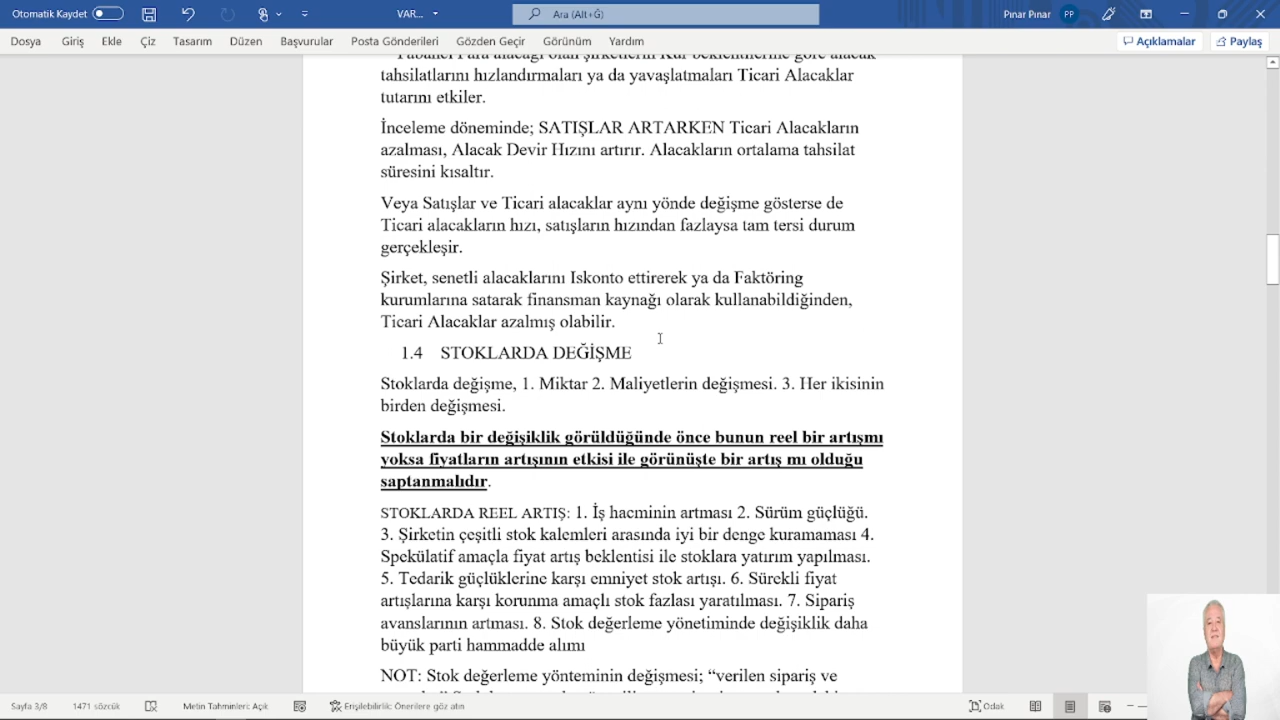 Otomatik Kaydet
VAR...
Ara (Alt+Ğ)
Pınar Pınar
PP
Dosya Giriş Ekle Çiz Tasarım Düzen Başvurular Posta Gönderileri Gözden Geçir Görünüm Yardım
Açıklamalar
Paylaş
Para alacağı olan şirketlerin Kur beklentilerine göre alacak
tahsilatlarını hızlandırmaları ya da yavaşlatmaları Ticari Alacaklar
tutarını etkiler.
İnceleme döneminde; SATIŞLAR ARTARKEN Ticari Alacakların
azalması, Alacak Devir Hızını artırır. Alacakların ortalama tahsilat
süresini kısaltır.
Veya Satışlar ve Ticari alacaklar aynı yönde değişme gösterse de
Ticari alacakların hızı, satışların hızından fazlaysa tam tersi durum
gerçekleşir.
Şirket, senetli alacaklarını Iskonto ettirerek ya da Faktöring
kurumlarına satarak finansman kaynağı olarak kullanabildiğinden,
Ticari Alacaklar azalmış olabilir.
1.4 STOKLARDA DEĞİŞME
Stoklarda değişme, 1. Miktar 2. Maliyetlerin değişmesi. 3. Her ikisinin
birden değişmesi.
Stoklarda bir değişiklik görüldüğünde önce bunun reel bir artışmı
yoksa fiyatların artışının etkisi ile görünüşte bir artış mı olduğu
saptanmalıdır.
STOKLARDA REEL ARTIŞ: 1. İş hacminin artması 2. Sürüm güçlüğü.
3. Şirketin çeşitli stok kalemleri arasında iyi bir denge kuramaması 4.
Spekülatif amaçla fiyat artış beklentisi ile stoklara yatırım yapılması.
5. Tedarik güçlüklerine karşı emniyet stok artışı. 6. Sürekli fiyat
artışlarına karşı korunma amaçlı stok fazlası yaratılması. 7. Sipariş
avanslarının artması. 8. Stok değerleme yönetiminde değişiklik daha
büyük parti hammadde alımı
NOT: Stok değerleme yönteminin değişmesi; “verilen sipariş ve
Sayfa 3/8 1471 sözcük Metin Tahminleri: Açık Erişilebilirlik: Önerilere göz atın
Odak